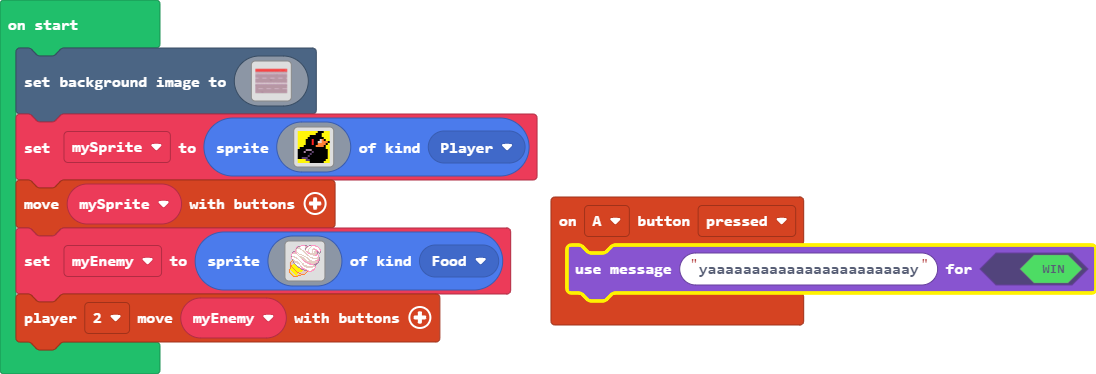 on start
set background image to
set mySprite to sprite of kind Player
move mySprite with buttons
set myEnemy to sprite of kind Food
player 2 move myEnemy with buttons
on A button pressed
use message "yaaaaaaaaaaaaaaaaaaaaaaay" for WIN